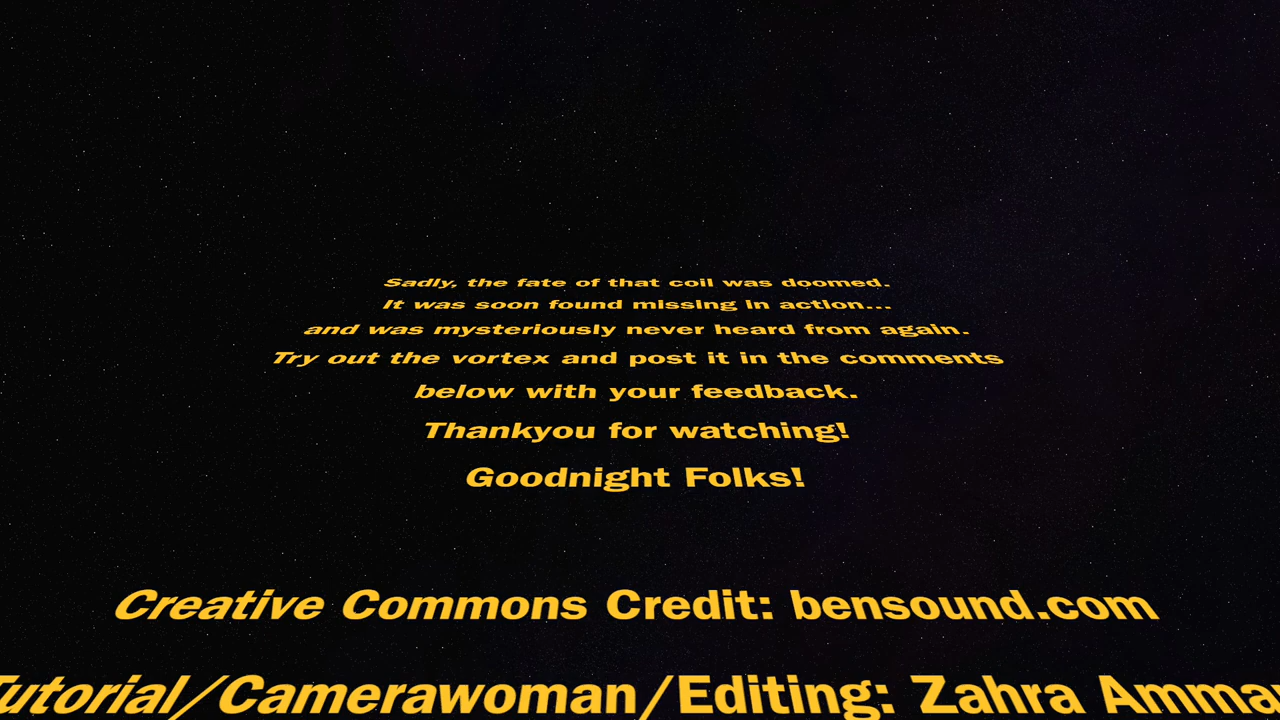 Sadly, the fate of that coil was doomed.
It was soon found missing in action...
and was mysteriously never heard from again.
Try out the vortex and post it in the comments
below with your feedback.
Thankyou for watching!
Goodnight Folks!
Creative Commons Credit: bensound.com
Tutorial/Camerawoman/Editing: Zahra Ammar